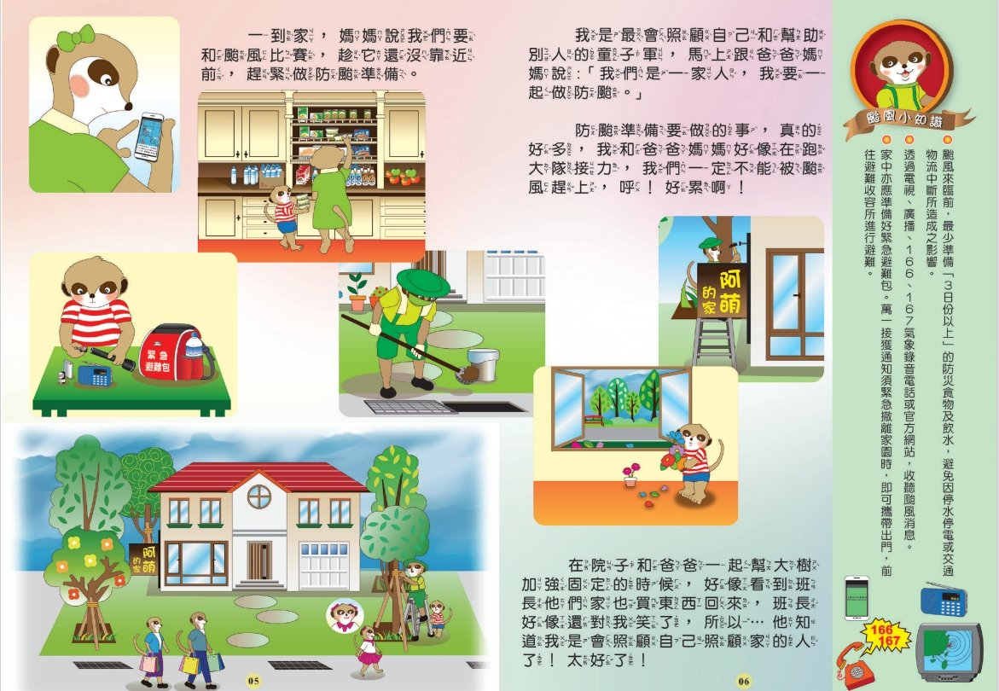 一到家，媽媽說我們要
和颱風比賽，趁它還沒靠近
前，趕緊做防颱準備。
緊急
避難包
阿萌
的家
05
我是最會照顧自己和幫助
別人的童子軍，馬上跟爸爸媽
媽說：「我們是一家人，我要一
起做防颱。」
防颱準備要做的事，真的
好多，我和爸爸媽媽好像在跑
大隊接力，我們一定不能被颱
風趕上，呼！好累啊！
阿萌
的家
在院子和爸爸一起幫大樹
加強固定的時候，好像看到班
長他們家也買東西回來，班長
好像還對我笑了，所以…他知
道我是會照顧自己照顧家的人
了！太好了！
06
颱風小知識
颱風來臨前，最少準備「3日份以上」的防災食物及飲水，避免因停水停電或交通
物流中斷所造成之影響。
透過電視、廣播、166、167氣象錄音電話或官方網站，收聽颱風消息。
家中亦應準備好緊急避難包。萬一接獲通知須緊急撤離家園時，即可攜帶出門，前
往避難收容所進行避難。
166
167